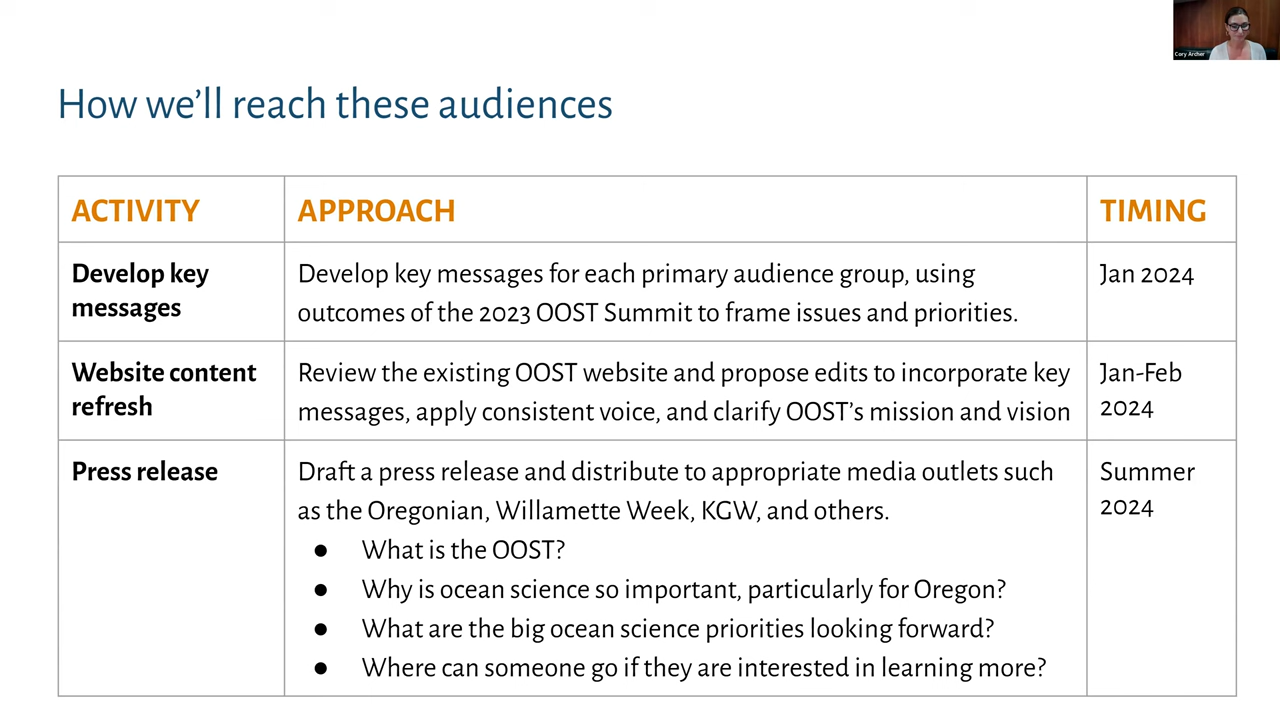 Cory Archer
How we'll reach these audiences
ACTIVITY
APPROACH
TIMING
Develop key
messages
Develop key messages for each primary audience group, using
outcomes of the 2023 OOST Summit to frame issues and priorities.
Jan 2024
Website content
refresh
Review the existing OOST website and propose edits to incorporate key
messages, apply consistent voice, and clarify OOST's mission and vision
Jan-Feb
2024
Press release
Draft a press release and distribute to appropriate media outlets such
as the Oregonian, Willamette Week, KGW, and others.
● What is the OOST?
● Why is ocean science so important, particularly for Oregon?
● What are the big ocean science priorities looking forward?
● Where can someone go if they are interested in learning more?
Summer
2024